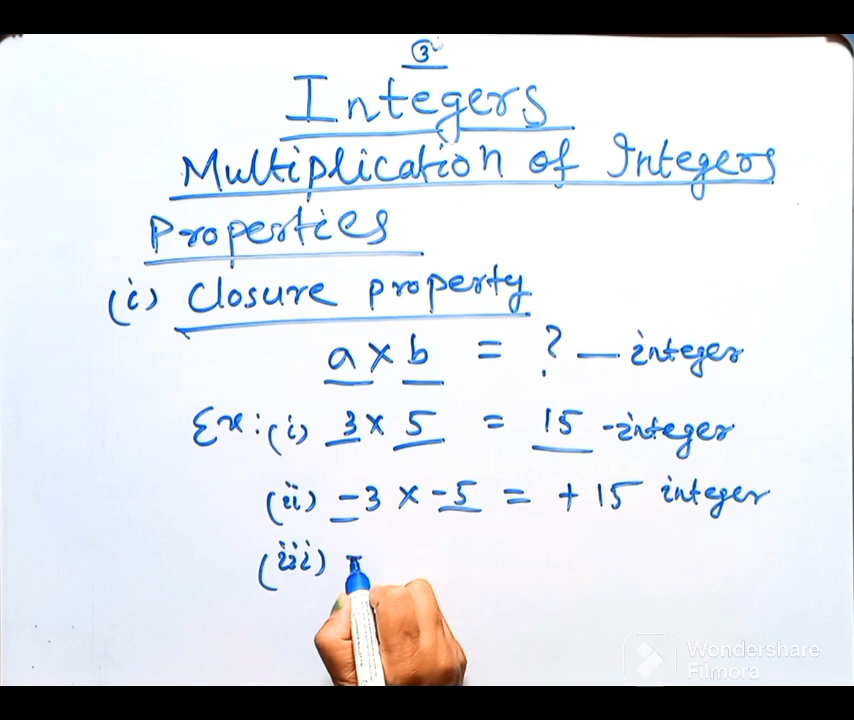 ③
Integers
Multiplication of Integers
Properties
(i) Closure property
a × b = ? — integer
Ex: (i) 3 × 5 = 15 - integer
(ii) -3 × -5 = +15 integer
(iii) -
Wondershare
Filmora